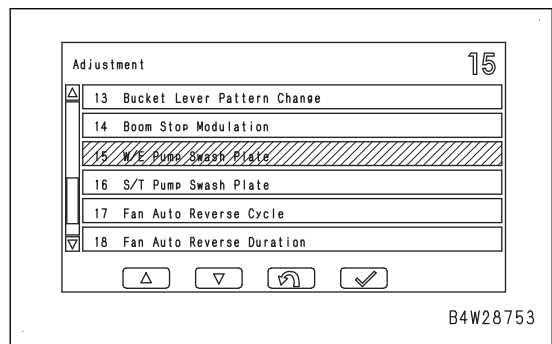 Adjustment 15
13 Bucket Lever Pattern Change
14 Boom Stop Modulation
15 W/E Pump Swash Plate
16 S/T Pump Swash Plate
17 Fan Auto Reverse Cycle
18 Fan Auto Reverse Duration
B4W28753